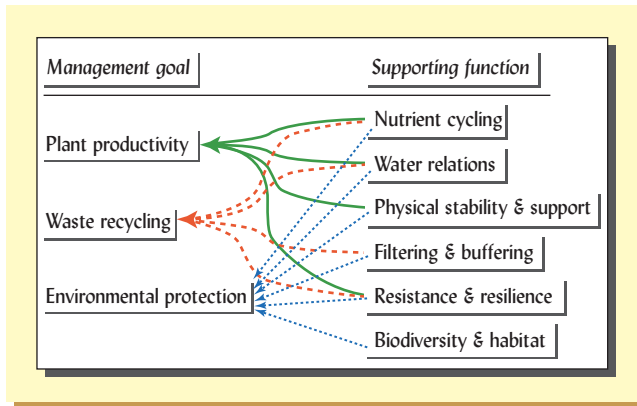 Management goal
Supporting function
Nutrient cycling
Plant productivity
Water relations
Physical stability & support
Waste recycling
Filtering & buffering
Environmental protection
Resistance & resilience
Biodiversity & habitat